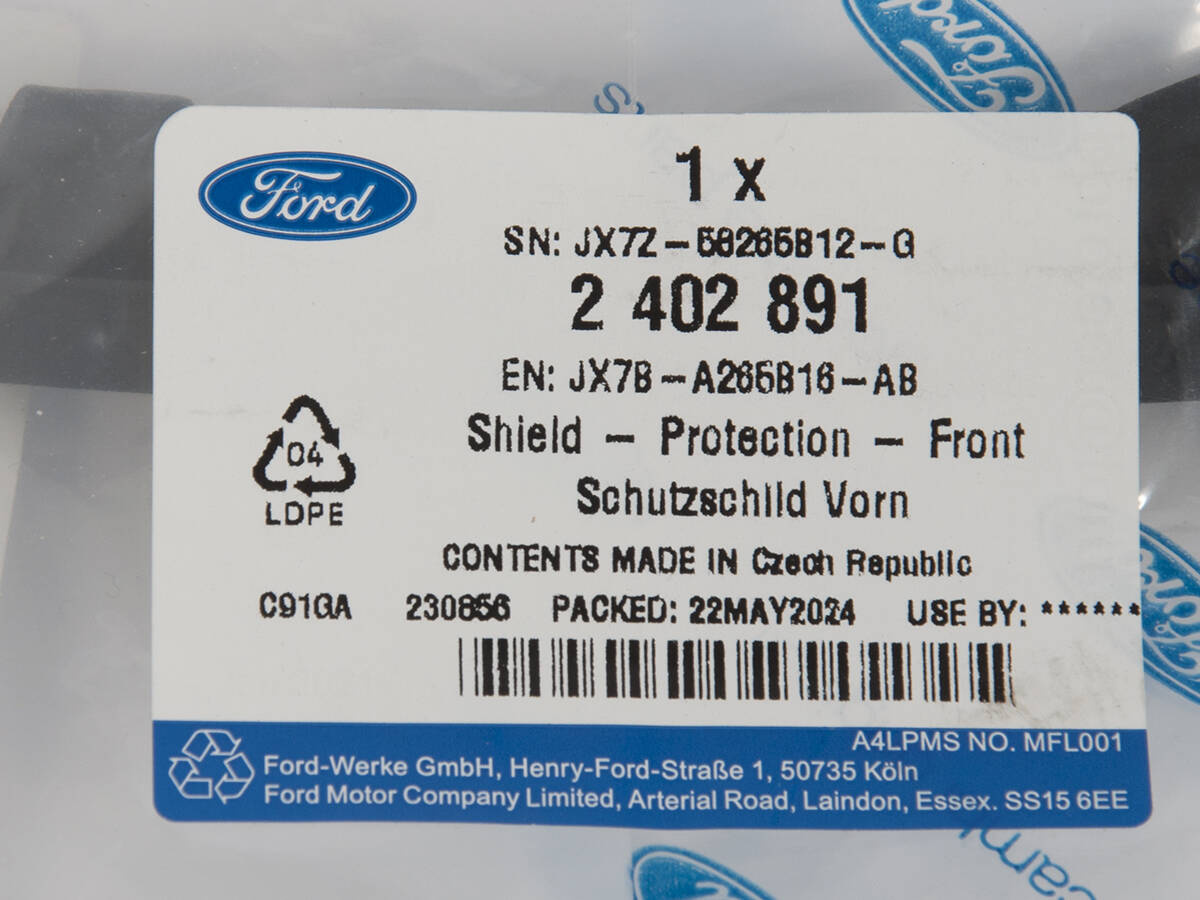 Ford
Ford
1 x
SN: JX7Z-58265B12-G
2 402 891
EN: JX7B-A265B16-AB
Shield - Protection - Front
Schutzschild Vorn
04
LDPE
CONTENTS MADE IN Czech Republic
C91GA 230856 PACKED: 22MAY2024 USE BY: ******
A4LPMS NO. MFL001
Ford-Werke GmbH, Henry-Ford-Straße 1, 50735 Köln
Ford Motor Company Limited, Arterial Road, Laindon, Essex. SS15 6EE
Ford